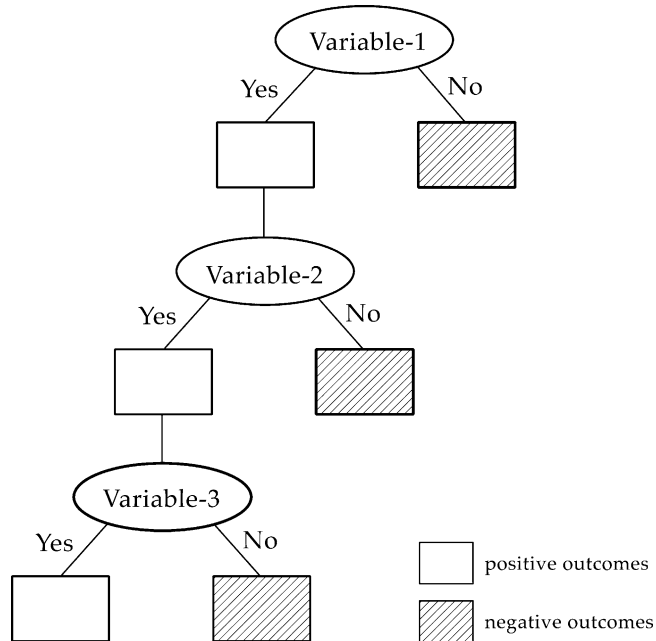 Variable-1
Yes
No
Variable-2
Yes
No
Variable-3
Yes
No
positive outcomes
negative outcomes